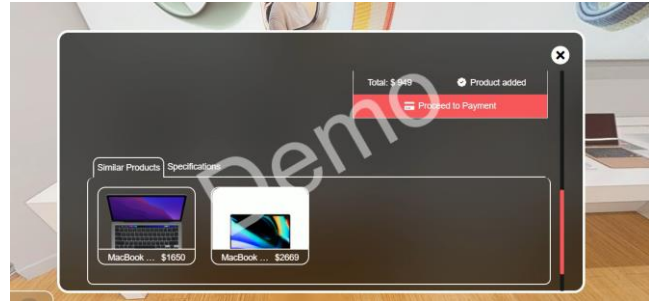 Total: $ 949
Product added
Proceed to Payment
Demo
Similar Products
Specifications
MacBook ... $1650
MacBook ... $2669